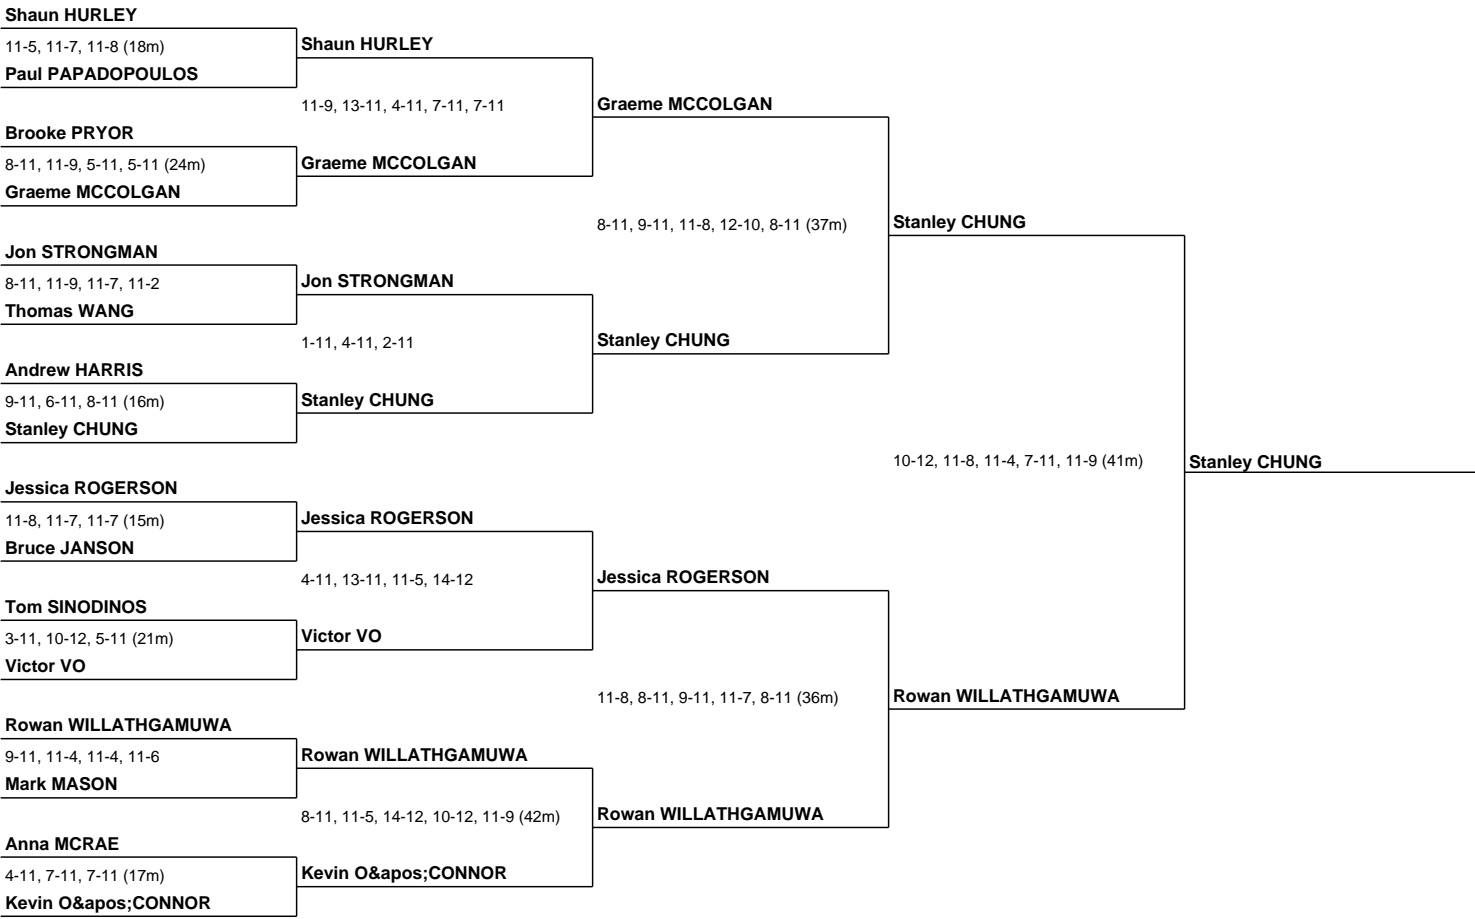 Shaun HURLEY
11-5, 11-7, 11-8 (18m)
Paul PAPADOPOULOS
Brooke PRYOR
8-11, 11-9, 5-11, 5-11 (24m)
Graeme MCCOLGAN
Jon STRONGMAN
8-11, 11-9, 11-7, 11-2
Thomas WANG
Andrew HARRIS
9-11, 6-11, 8-11 (16m)
Stanley CHUNG
Jessica ROGERSON
11-8, 11-7, 11-7 (15m)
Bruce JANSON
Tom SINODINOS
3-11, 10-12, 5-11 (21m)
Victor VO
Rowan WILLATHGAMUWA
9-11, 11-4, 11-4, 11-6
Mark MASON
Anna MCRAE
4-11, 7-11, 7-11 (17m)
Kevin O&apos;CONNOR
Shaun HURLEY
11-9, 13-11, 4-11, 7-11, 7-11
Graeme MCCOLGAN
Jon STRONGMAN
1-11, 4-11, 2-11
Stanley CHUNG
Jessica ROGERSON
4-11, 13-11, 11-5, 14-12
Victor VO
Rowan WILLATHGAMUWA
8-11, 11-5, 14-12, 10-12, 11-9 (42m)
Kevin O&apos;CONNOR
Graeme MCCOLGAN
8-11, 9-11, 11-8, 12-10, 8-11 (37m)
Stanley CHUNG
Jessica ROGERSON
11-8, 8-11, 9-11, 11-7, 8-11 (36m)
Rowan WILLATHGAMUWA
Stanley CHUNG
10-12, 11-8, 11-4, 7-11, 11-9 (41m)
Rowan WILLATHGAMUWA
Stanley CHUNG